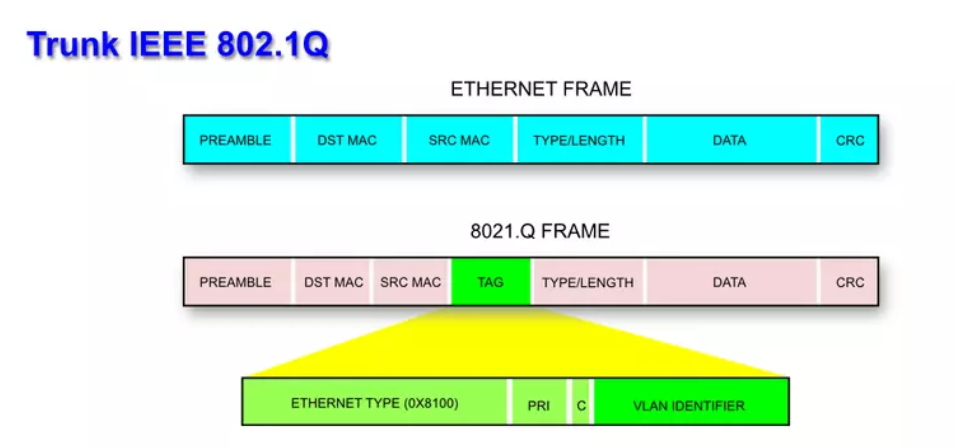 Trunk IEEE 802.1Q
ETHERNET FRAME
PREAMBLE DST MAC SRC MAC TYPE/LENGTH DATA CRC
8021.Q FRAME
PREAMBLE DST MAC SRC MAC TAG TYPE/LENGTH DATA CRC
ETHERNET TYPE (0X8100) PRI C VLAN IDENTIFIER